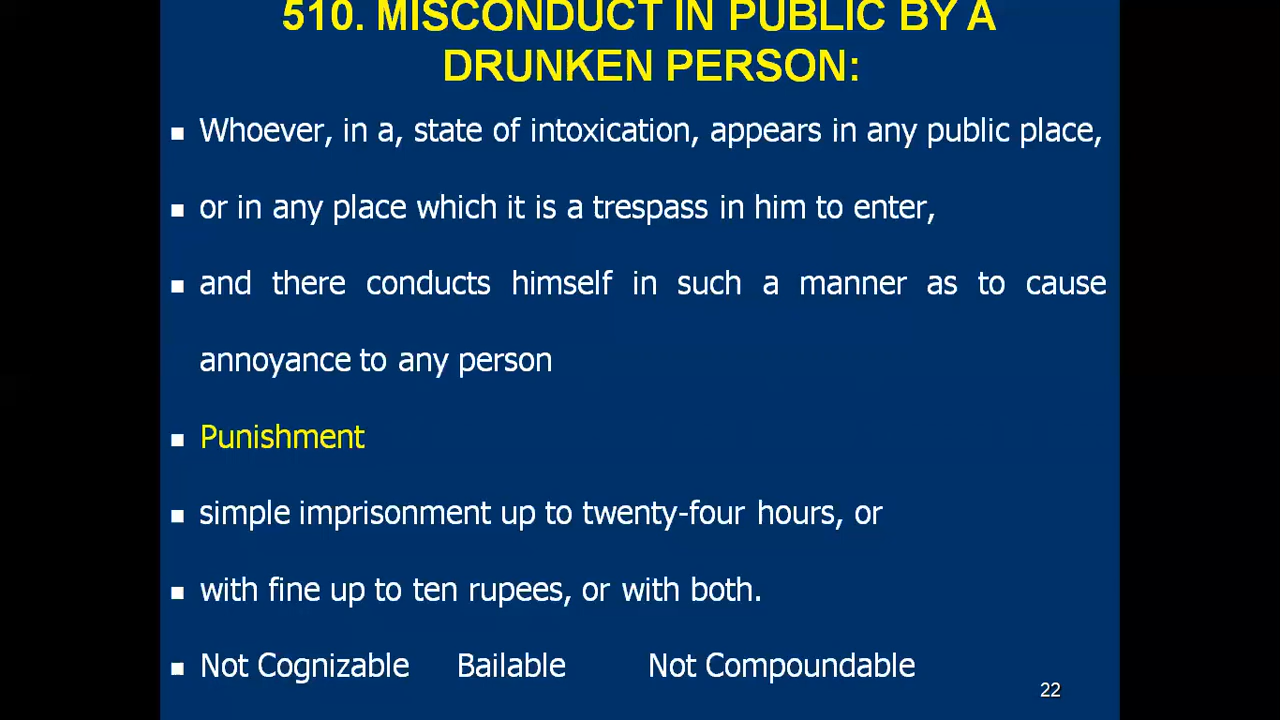 510. MISCONDUCT IN PUBLIC BY A
DRUNKEN PERSON:
Whoever, in a, state of intoxication, appears in any public place,
or in any place which it is a trespass in him to enter,
and there conducts himself in such a manner as to cause
annoyance to any person
Punishment
simple imprisonment up to twenty-four hours, or
with fine up to ten rupees, or with both.
Not Cognizable Bailable Not Compoundable
22